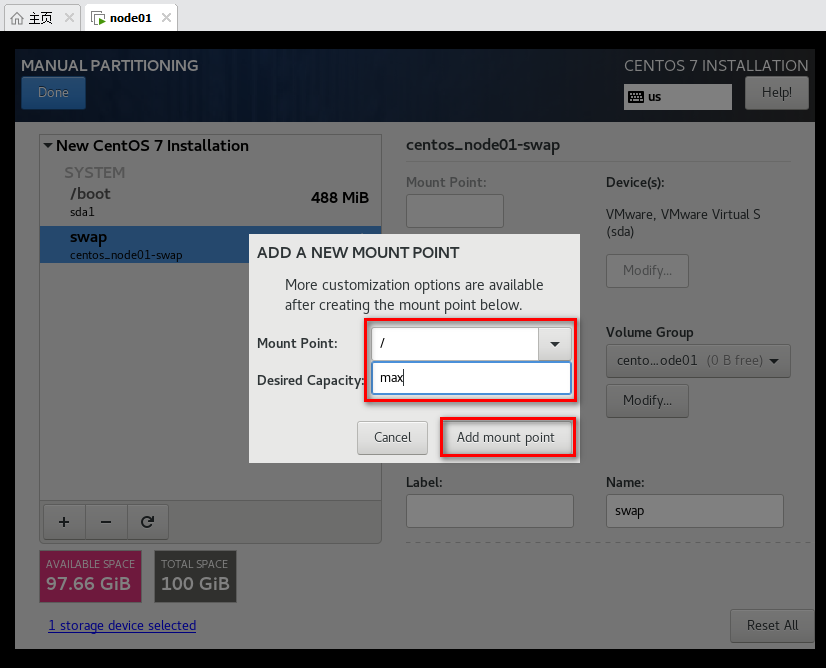 主页
node01
MANUAL PARTITIONING
CENTOS 7 INSTALLATION
Done
us
Help!
New CentOS 7 Installation
SYSTEM
/boot
488 MiB
sda1
swap
centos_node01-swap
centos_node01-swap
Mount Point:
Device(s):
VMware, VMware Virtual S
(sda)
Modify...
Volume Group
cento...ode01 (0 B free)
Modify...
ADD A NEW MOUNT POINT
More customization options are available
after creating the mount point below.
Mount Point:
/
Desired Capacity:
max
Cancel
Add mount point
Label:
Name:
swap
+ −
AVAILABLE SPACE
97.66 GiB
TOTAL SPACE
100 GiB
1 storage device selected
Reset All